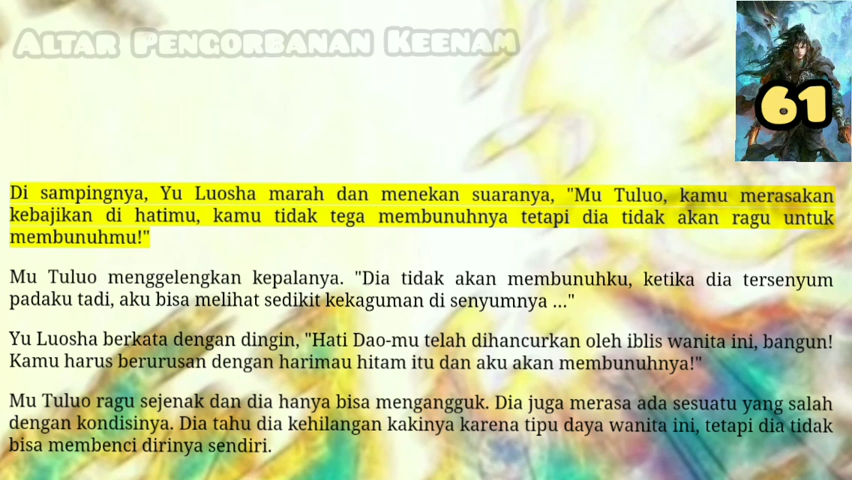 Altar Pengorbanan Keenam
61
Di sampingnya, Yu Luosha marah dan menekan suaranya, "Mu Tuluo, kamu merasakan
kebajikan di hatimu, kamu tidak tega membunuhnya tetapi dia tidak akan ragu untuk
membunuhmu!"
Mu Tuluo menggelengkan kepalanya. "Dia tidak akan membunuhku, ketika dia tersenyum
padaku tadi, aku bisa melihat sedikit kekaguman di senyumnya ..."
Yu Luosha berkata dengan dingin, "Hati Dao-mu telah dihancurkan oleh iblis wanita ini, bangun!
Kamu harus berurusan dengan harimau hitam itu dan aku akan membunuhnya!"
Mu Tuluo ragu sejenak dan dia hanya bisa mengangguk. Dia juga merasa ada sesuatu yang salah
dengan kondisinya. Dia tahu dia kehilangan kakinya karena tipu daya wanita ini, tetapi dia tidak
bisa membenci dirinya sendiri.